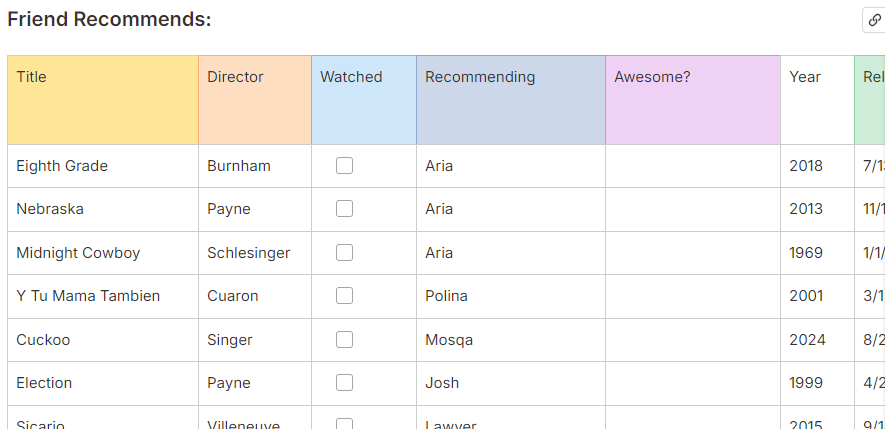 Friend Recommends:
Title Director Watched Recommending Awesome? Year Rel
Eighth Grade Burnham Aria 2018 7/1
Nebraska Payne Aria 2013 11/1
Midnight Cowboy Schlesinger Aria 1969 1/1/
Y Tu Mama Tambien Cuaron Polina 2001 3/1
Cuckoo Singer Mosqa 2024 8/2
Election Payne Josh 1999 4/2
Sicario Villeneuve Lawyer 2015 9/1